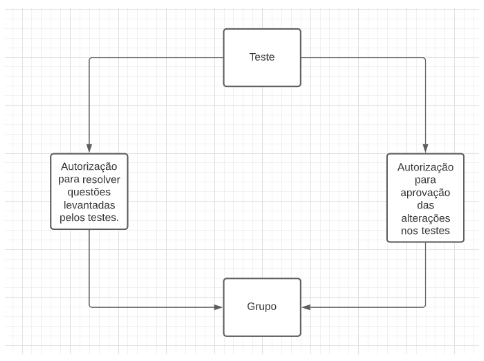 Teste
Autorização
para resolver
questões
levantadas
pelos testes.
Autorização
para
aprovação
das
alterações
nos testes
Grupo